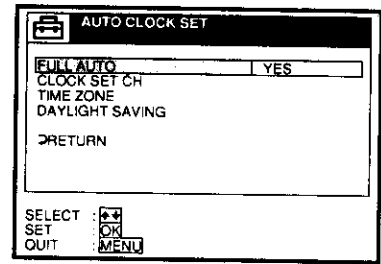 AUTO CLOCK SET
FULL AUTO YES
CLOCK SET CH
TIME ZONE
DAYLIGHT SAVING
RETURN
SELECT :
SET : OK
QUIT : MENU